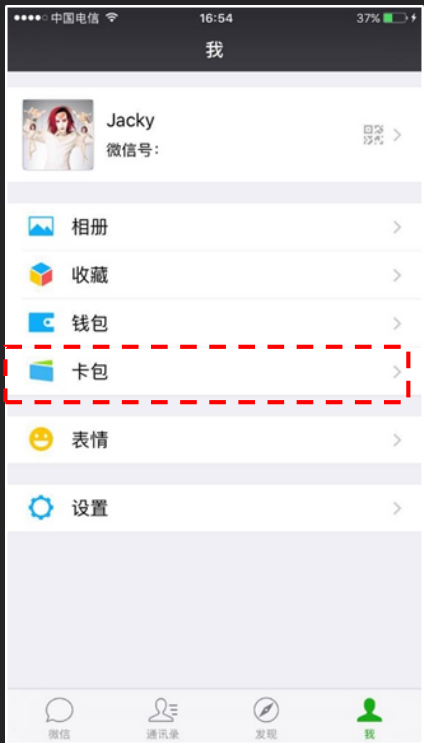 中国电信 16:54 37%
我
Jacky
微信号:
相册
收藏
钱包
卡包
表情
设置
微信 通讯录 发现 我